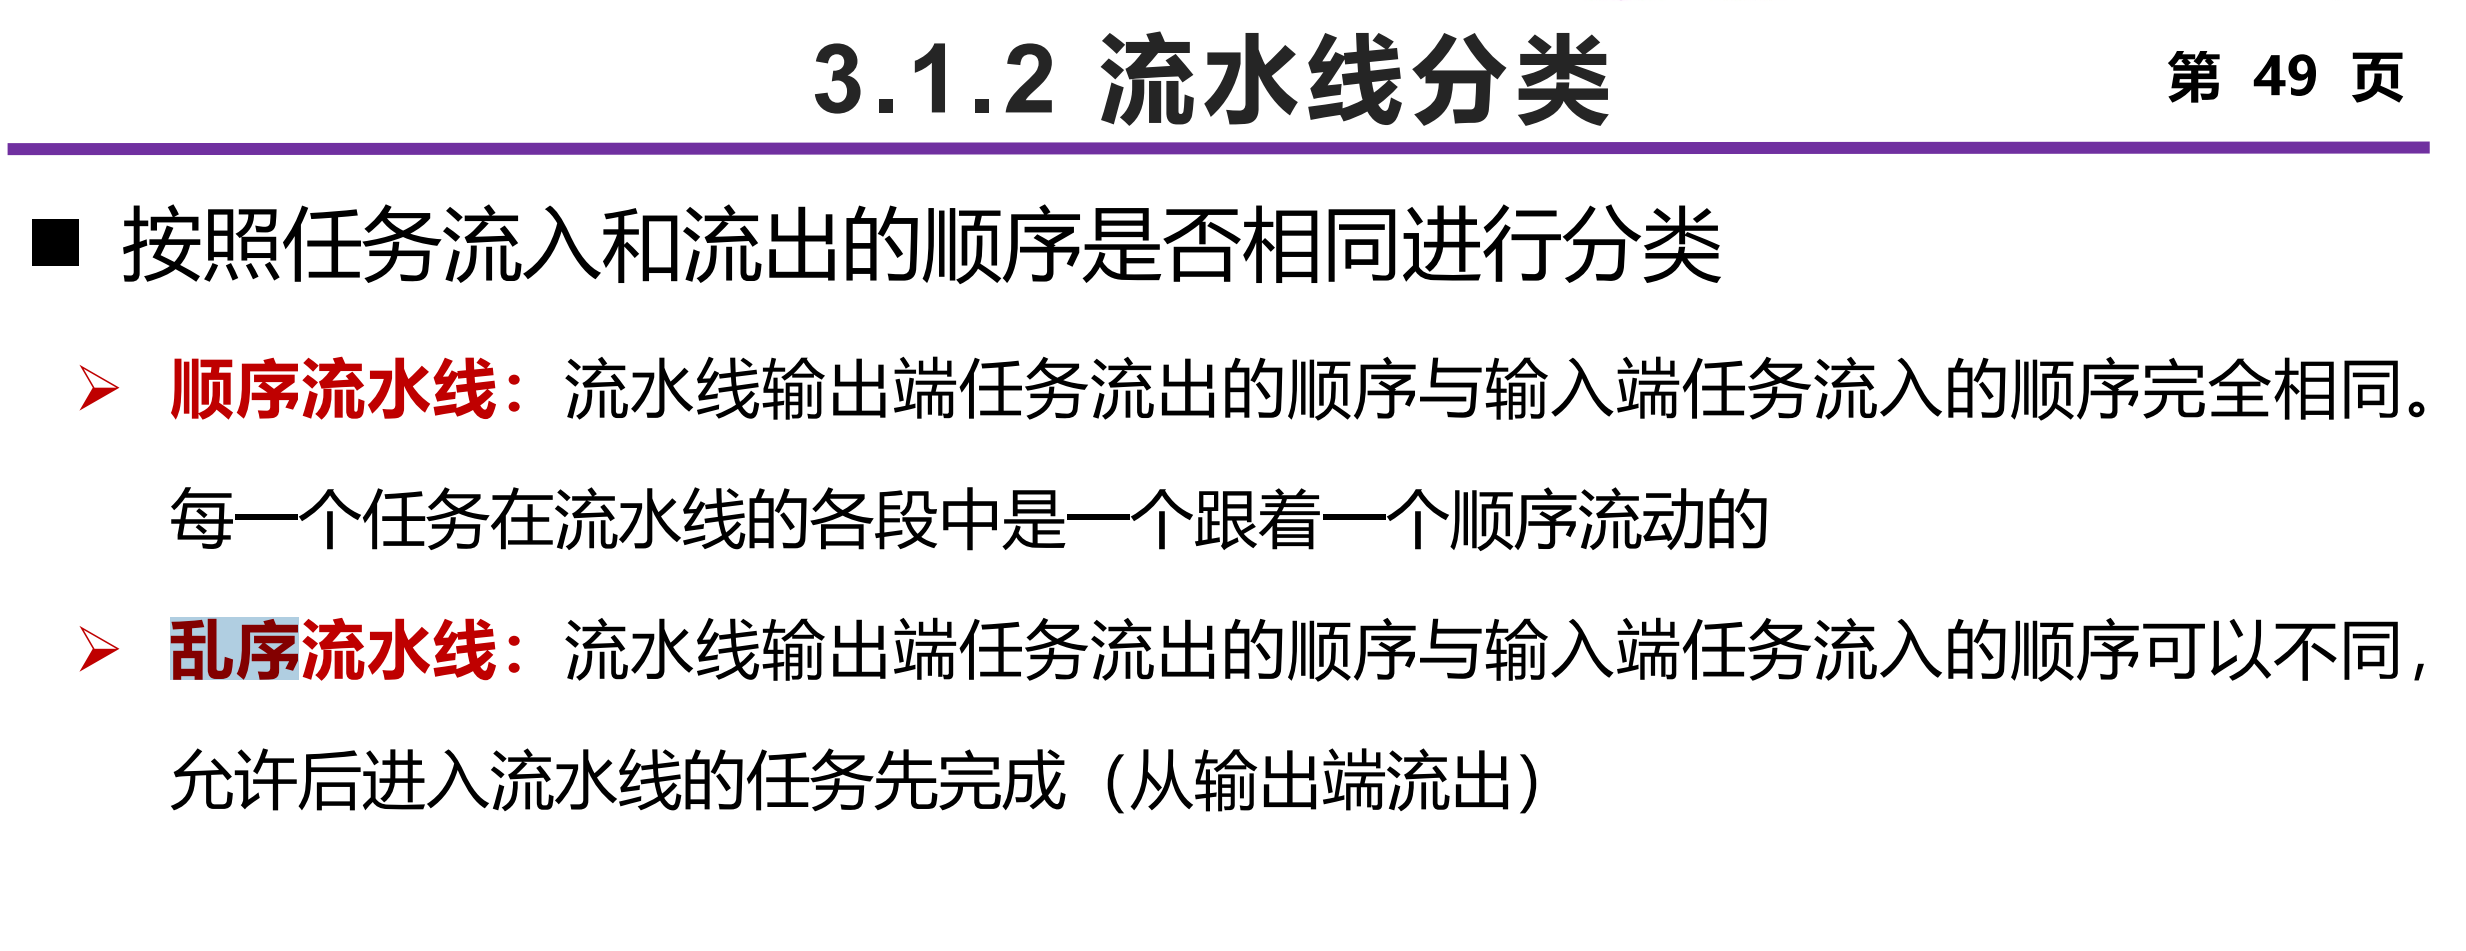 3.1.2 流水线分类
第 49 页
按照任务流入和流出的顺序是否相同进行分类
顺序流水线：流水线输出端任务流出的顺序与输入端任务流入的顺序完全相同。
每一个任务在流水线的各段中是一个跟着一个顺序流动的
乱序流水线：流水线输出端任务流出的顺序与输入端任务流入的顺序可以不同，
允许后进入流水线的任务先完成（从输出端流出）